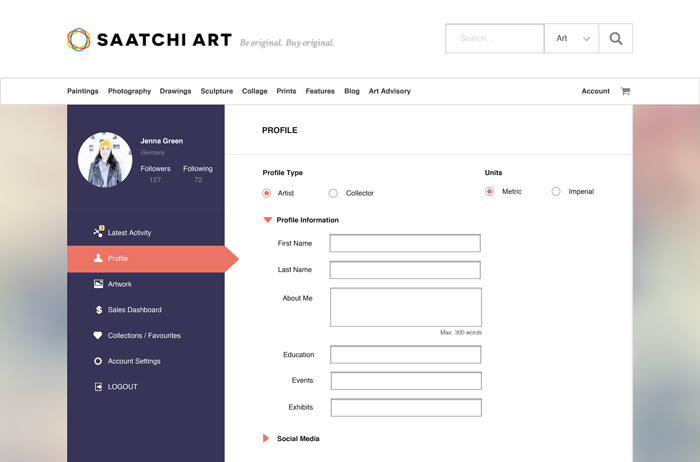 SAATCHI ART Be original. Buy original.
Search...
Art
Paintings Photography Drawings Sculpture Collage Prints Features Blog Art Advisory
Account
Jenna Green
Germany
Followers Following
127 72
Latest Activity
Profile
Artwork
Sales Dashboard
Collections / Favourites
Account Settings
LOGOUT
PROFILE
Profile Type
Artist Collector
Units
Metric Imperial
Profile Information
First Name
Last Name
About Me
Max. 300 words
Education
Events
Exhibits
Social Media